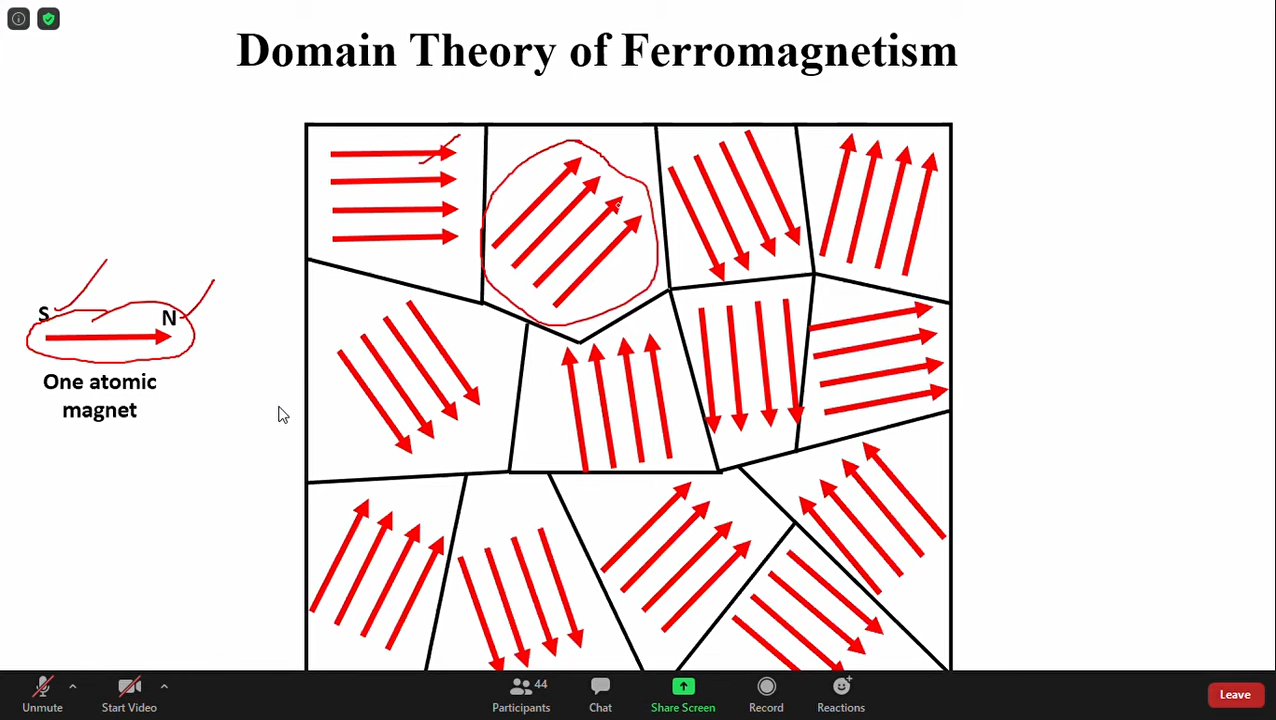 Domain Theory of Ferromagnetism
S
N
One atomic
magnet
Unmute
Start Video
44
Participants
Chat
Share Screen
Record
Reactions
Leave